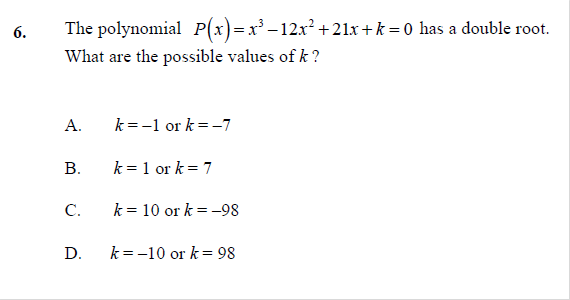 6. The polynomial P(x) = x³ – 12x² + 21x + k = 0 has a double root.
What are the possible values of k ?
A. k = –1 or k = –7
B. k = 1 or k = 7
C. k = 10 or k = –98
D. k = –10 or k = 98